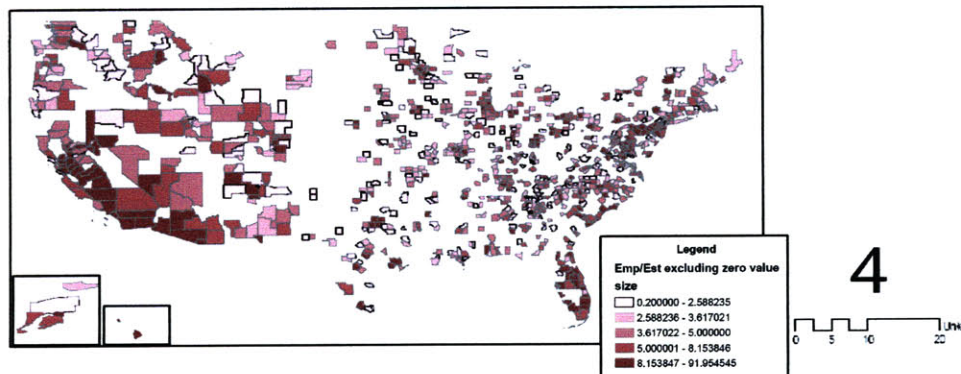 Legend
Emp/Est excluding zero value
size
0.200000 - 2.588235
2.588236 - 3.617021
3.617022 - 5.000000
5.000001 - 8.153846
8.153847 - 91.954545
4
0 2 5 10 20